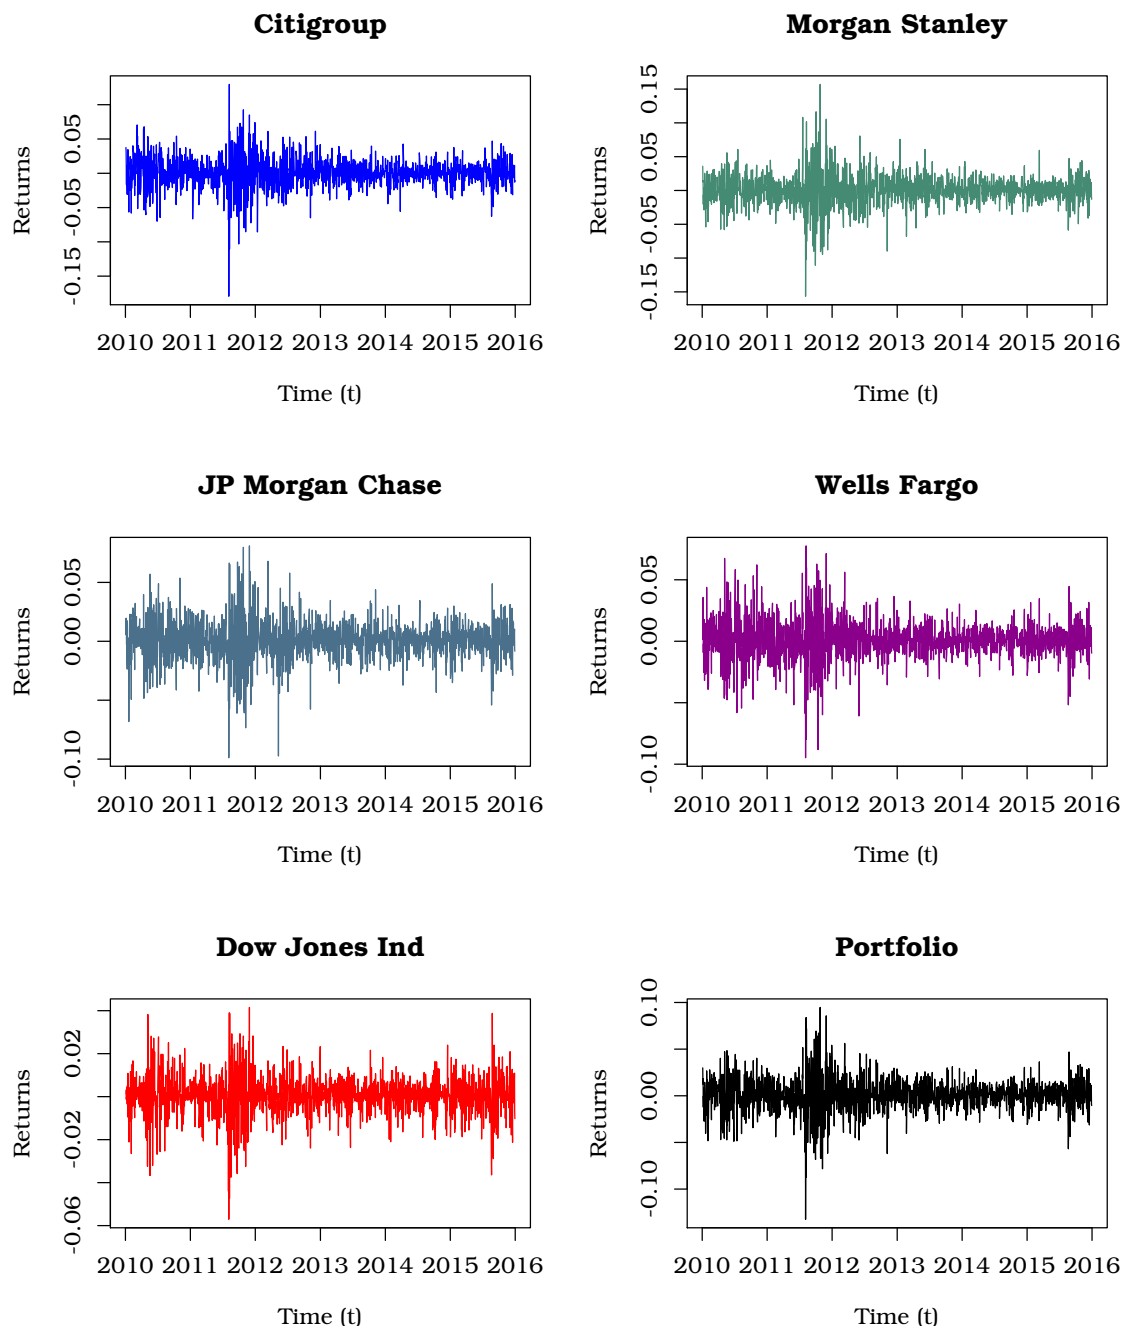 Citigroup
Returns
0.05
-0.05
-0.15
2010 2011 2012 2013 2014 2015 2016
Time (t)
Morgan Stanley
Returns
0.15
0.05
-0.05
-0.15
2010 2011 2012 2013 2014 2015 2016
Time (t)
JP Morgan Chase
Returns
0.05
0.00
-0.10
2010 2011 2012 2013 2014 2015 2016
Time (t)
Wells Fargo
Returns
0.05
0.00
-0.10
2010 2011 2012 2013 2014 2015 2016
Time (t)
Dow Jones Ind
Returns
0.02
-0.02
-0.06
2010 2011 2012 2013 2014 2015 2016
Time (t)
Portfolio
Returns
0.10
0.00
-0.10
2010 2011 2012 2013 2014 2015 2016
Time (t)